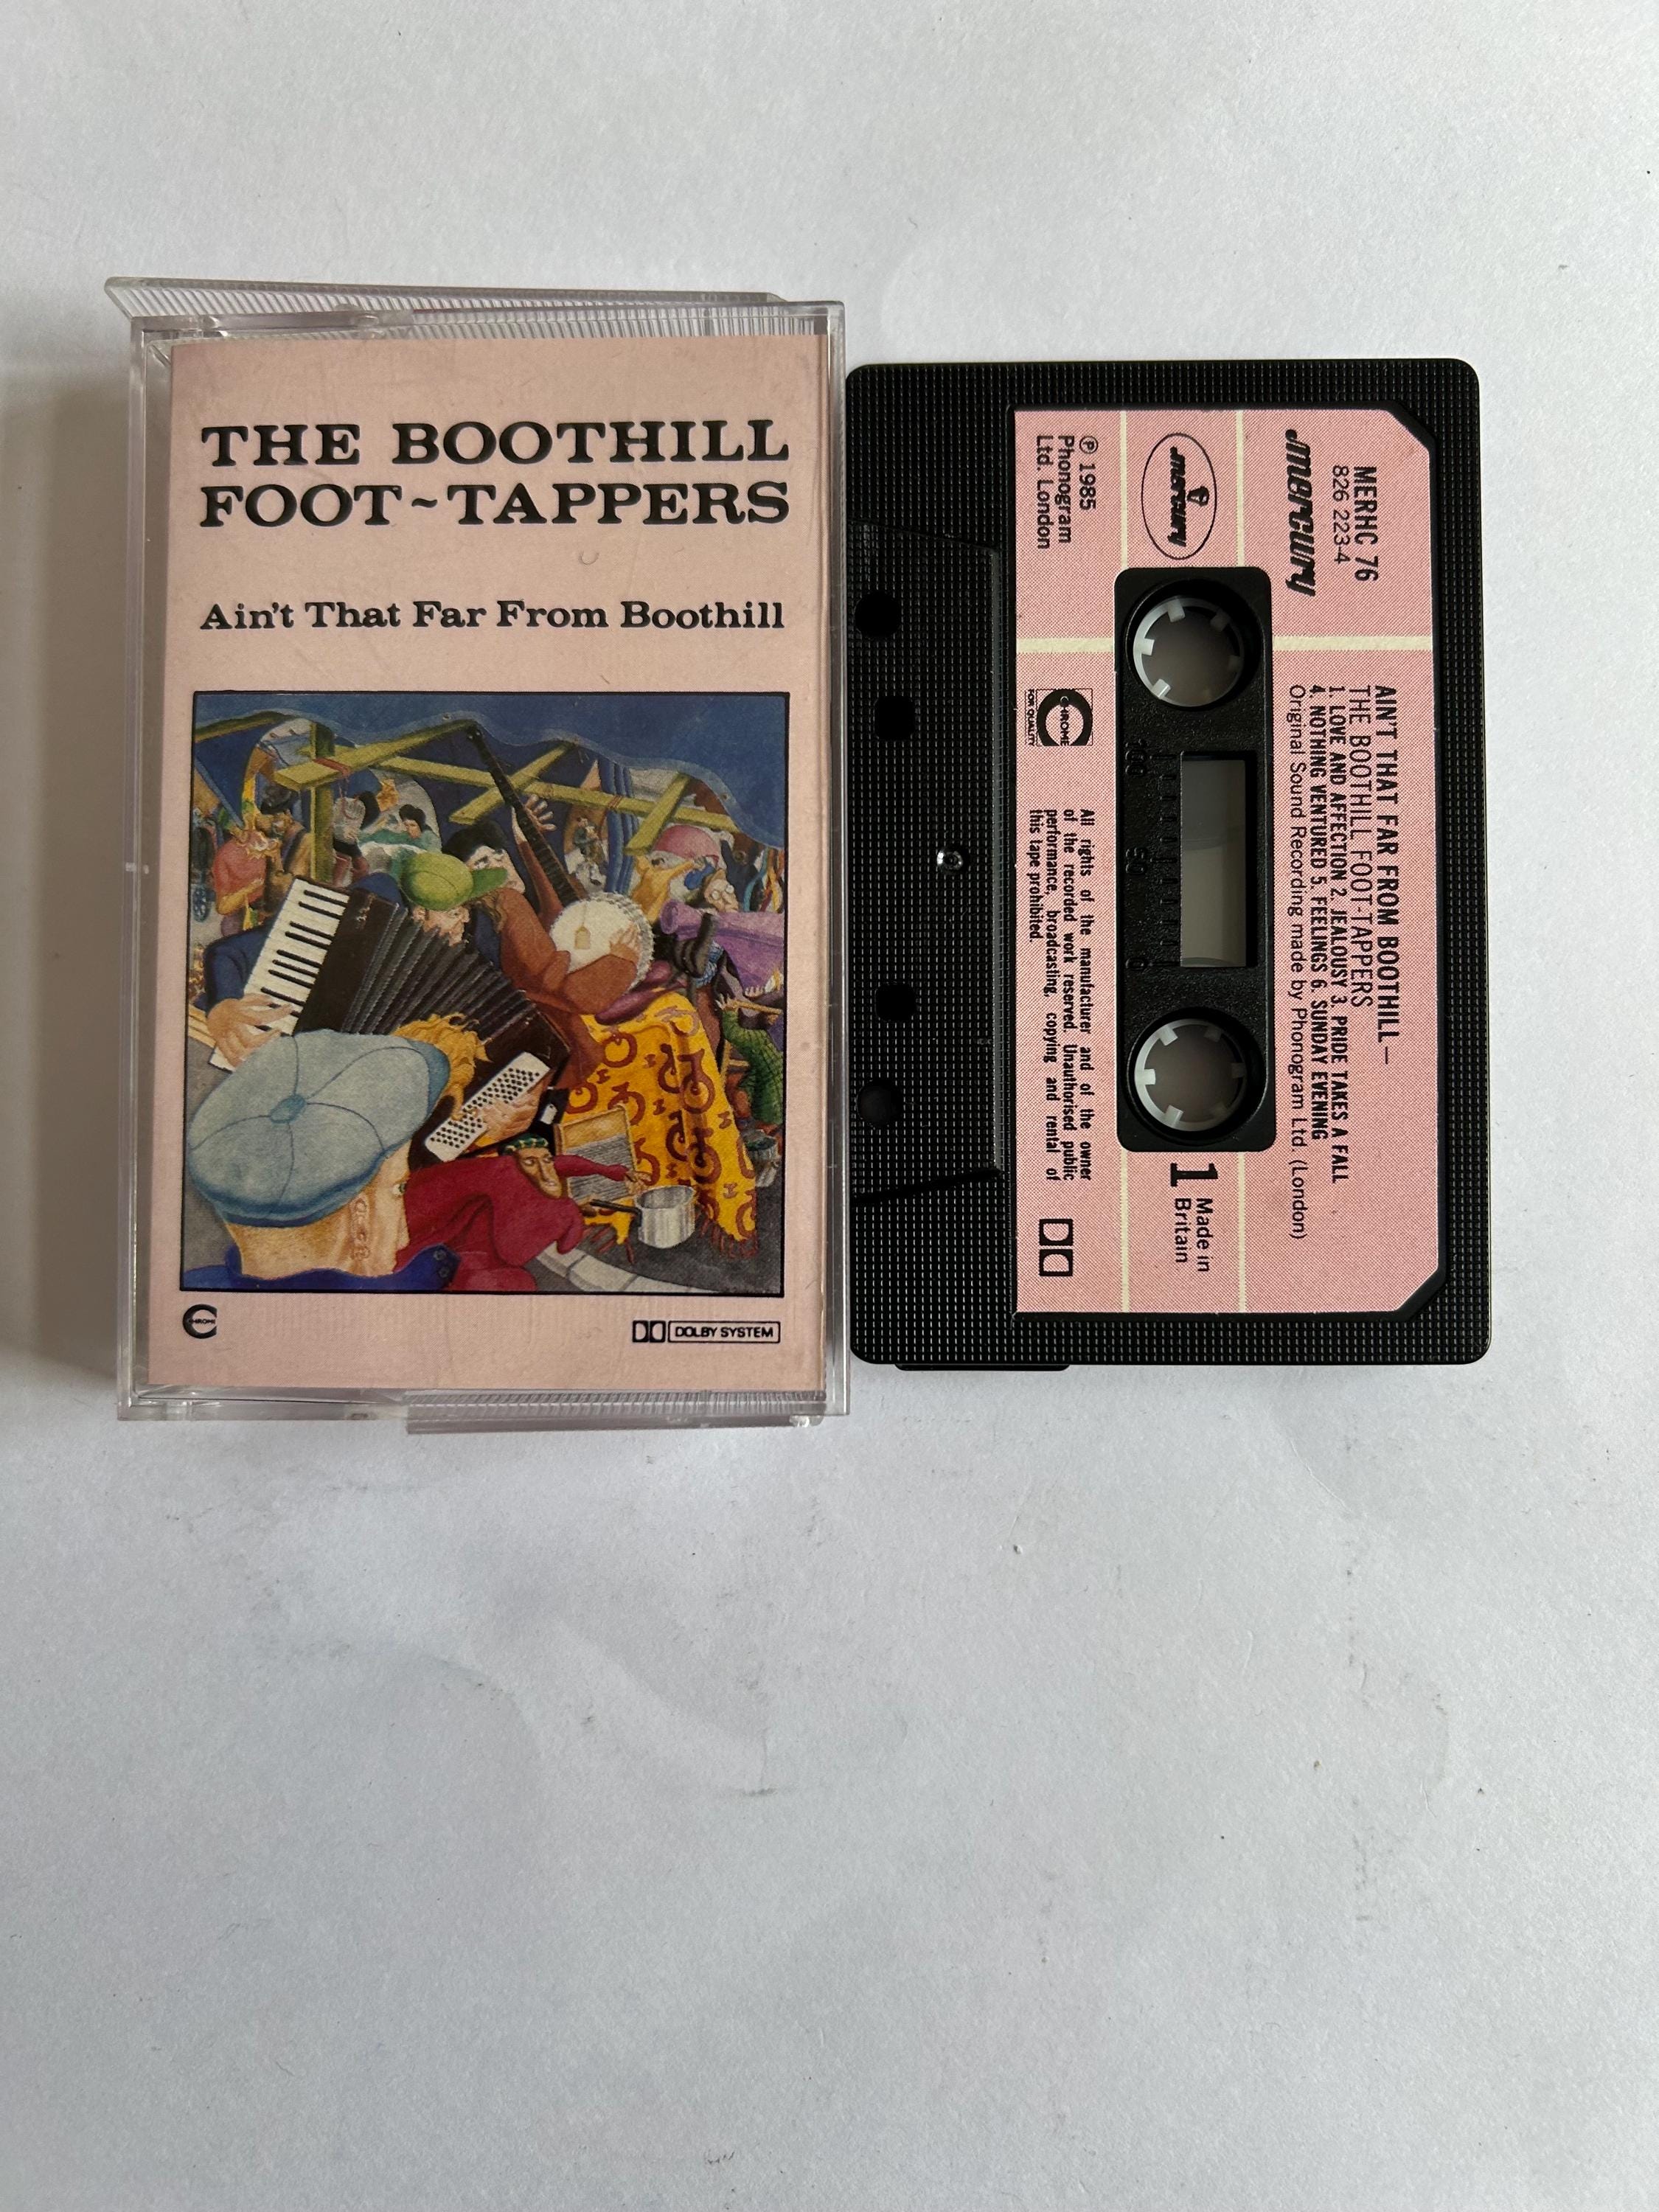 THE BOOTHILL
FOOT~TAPPERS
Ain't That Far From Boothill
CHROME
DOLBY SYSTEM
MERHC 76
826 223-4
mercury
mercury
℗ 1985
Phonogram
Ltd. London
AIN'T THAT FAR FROM BOOTHILL—
THE BOOTHILL FOOT-TAPPERS
1. LOVE AND AFFECTION 2. JEALOUSY 3. PRIDE TAKES A FALL
4. NOTHING VENTURED 5. FEELINGS 6. SUNDAY EVENING
Original Sound Recording made by Phonogram Ltd. (London)
1
Made in
Britain
CHROME
FOR QUALITY
All rights of the manufacturer and of the owner
of the recorded work reserved. Unauthorised public
performance, broadcasting, copying and rental of
this tape prohibited.